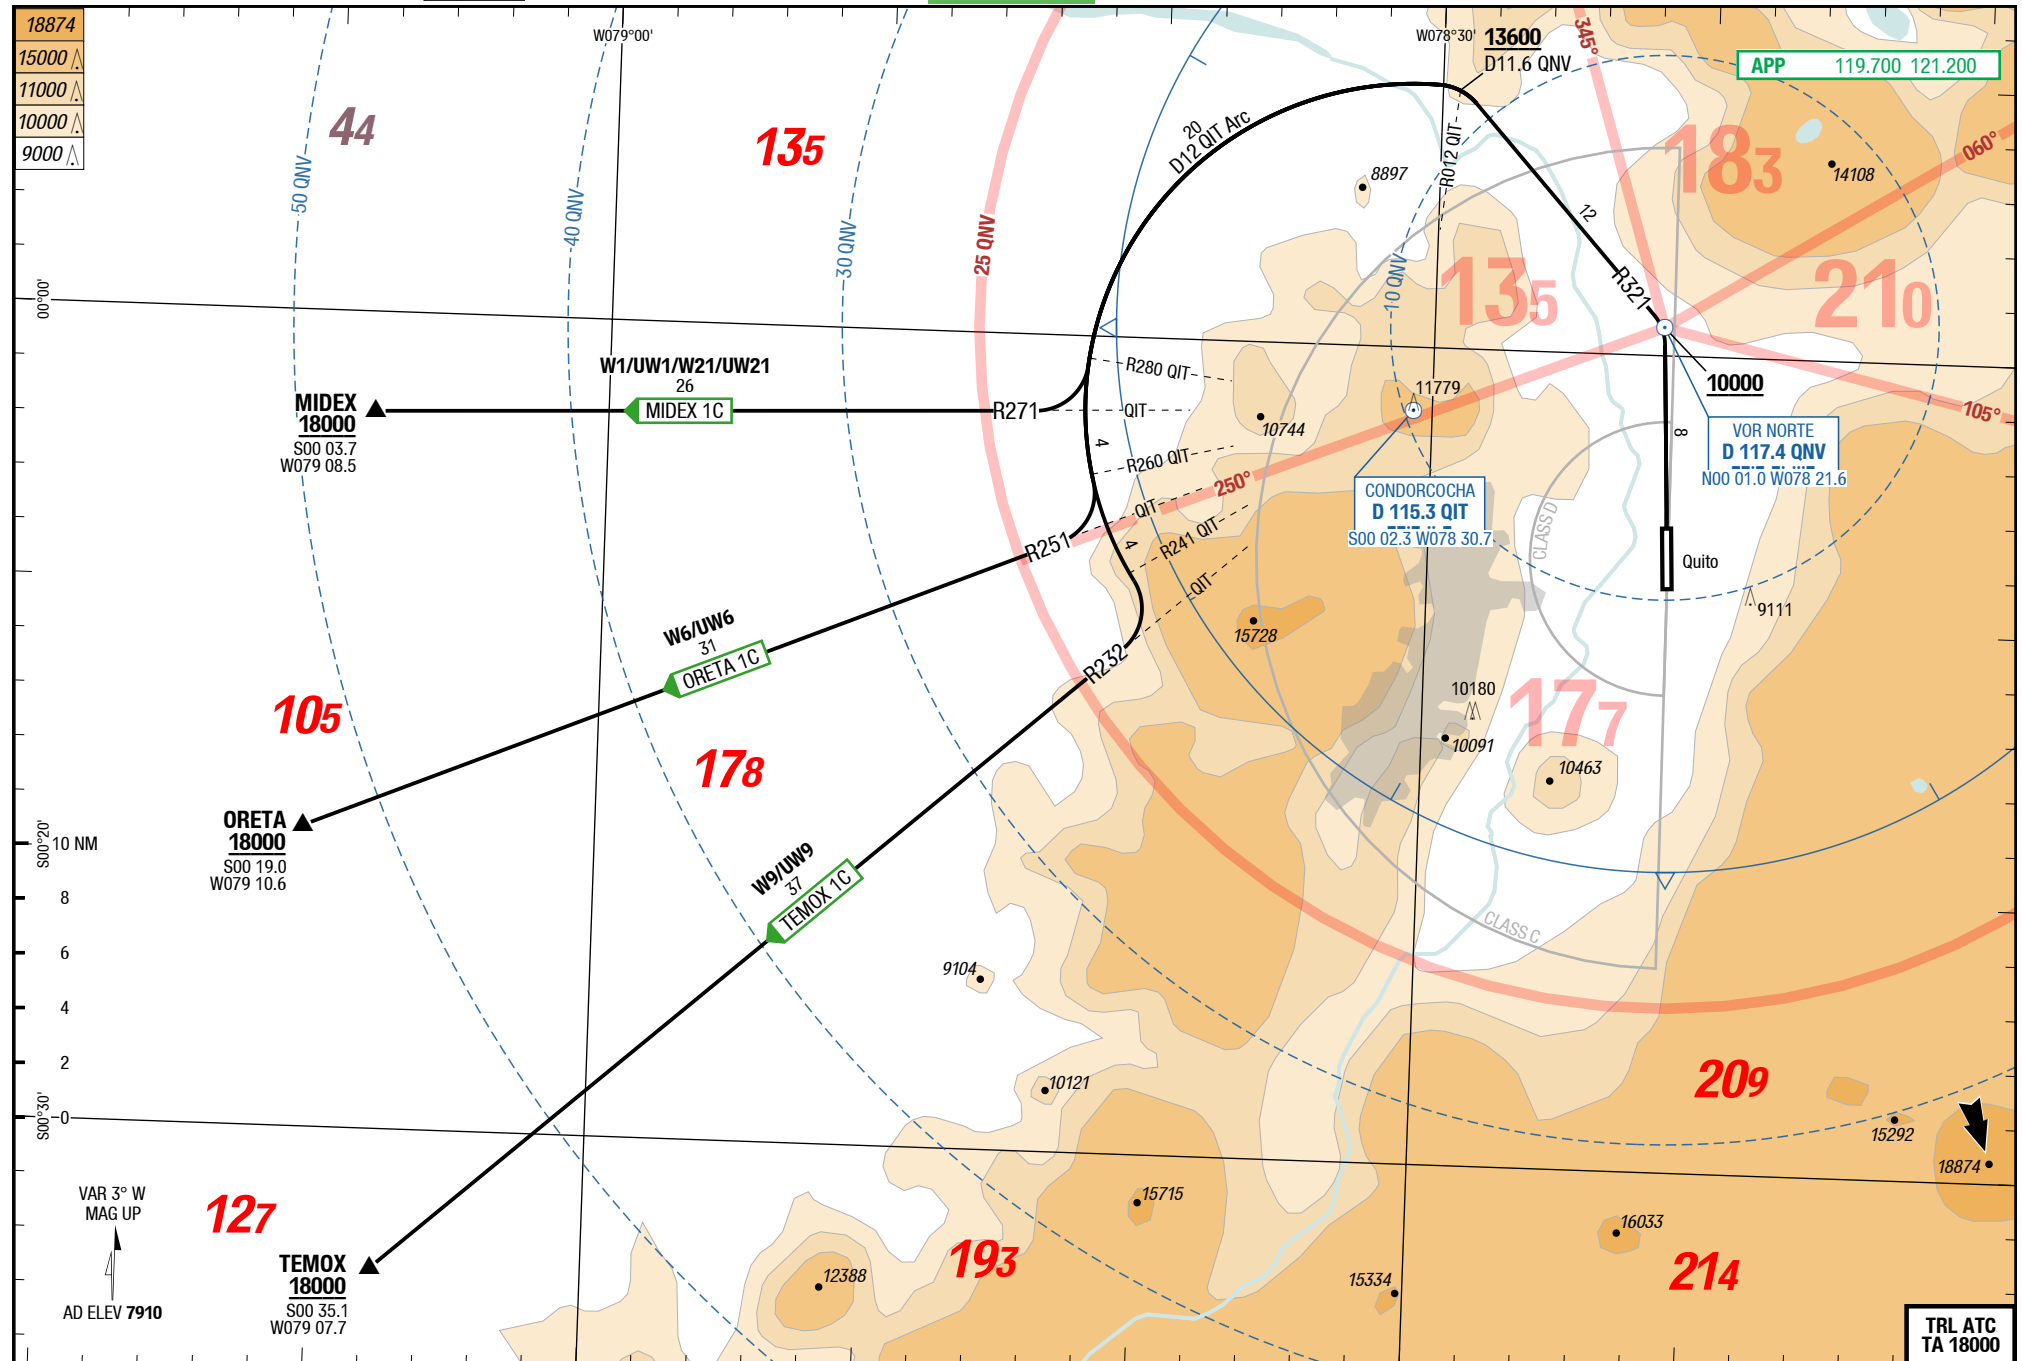 18874
15000
11000
10000
9000
W079°00'
W078°30'
13600
D11.6 QNV
345°
APP 119.700 121.200
44
135
50 QNV
40 QNV
30 QNV
25 QNV
20
D12 QIT Arc
R012 QIT
8897
183
14108
060°
10 QNV
135
12
R321
210
00°00'
W1/UW1/W21/UW21
26
MIDEX 1C
MIDEX
18000
S00 03.7
W079 08.5
R271
QIT
R280 QIT
4
R260 QIT
10744
11779
10000
105°
8
VOR NORTE
D 117.4 QNV
N00 01.0 W078 21.6
250°
CONDORCOCHA
D 115.3 QIT
S00 02.3 W078 30.7
CLASS D
QIT
R251
R241 QIT
4
QIT
Quito
9111
W6/UW6
31
ORETA 1C
15728
R232
10180
10091
177
10463
105
178
ORETA
18000
S00 19.0
W079 10.6
S00°20'
10 NM
8
6
4
2
0
W9/UW9
37
TEMOX 1C
CLASS C
9104
10121
209
15292
18874
S00°30'
VAR 3° W
MAG UP
AD ELEV 7910
127
TEMOX
18000
S00 35.1
W079 07.7
15715
193
12388
16033
15334
214
TRL ATC
TA 18000